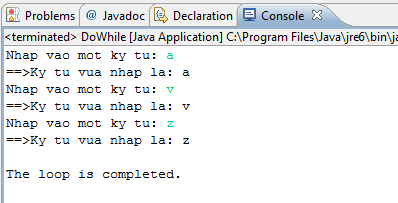 Problems @ Javadoc Declaration Console
<terminated> DoWhile [Java Application] C:\Program Files\Java\jre6\bin\ja
Nhap vao mot ky tu: a
==>Ky tu vua nhap la: a
Nhap vao mot ky tu: v
==>Ky tu vua nhap la: v
Nhap vao mot ky tu: z
==>Ky tu vua nhap la: z
The loop is completed.